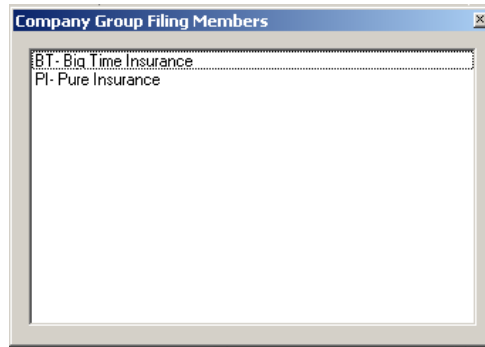 Company Group Filing Members
BT- Big Time Insurance
PI- Pure Insurance